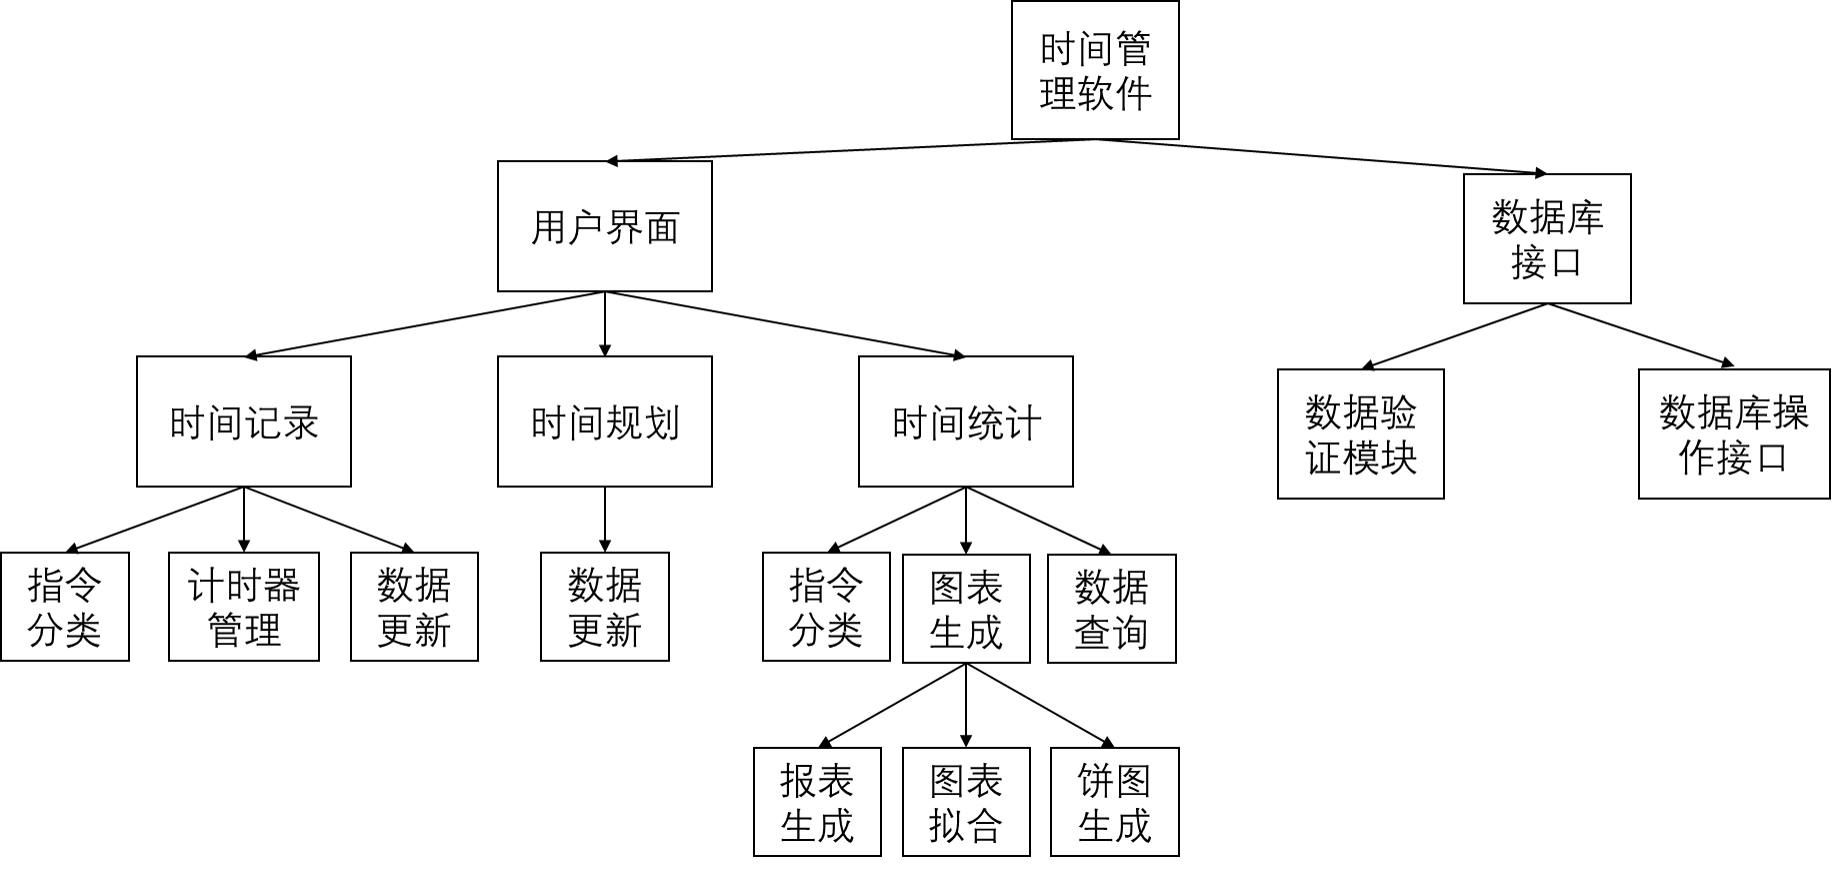 时间管
理软件
用户界面
数据库
接口
时间记录
时间规划
时间统计
数据验
证模块
数据库操
作接口
指令
分类
计时器
管理
数据
更新
数据
更新
指令
分类
图表
生成
数据
查询
报表
生成
图表
拟合
饼图
生成